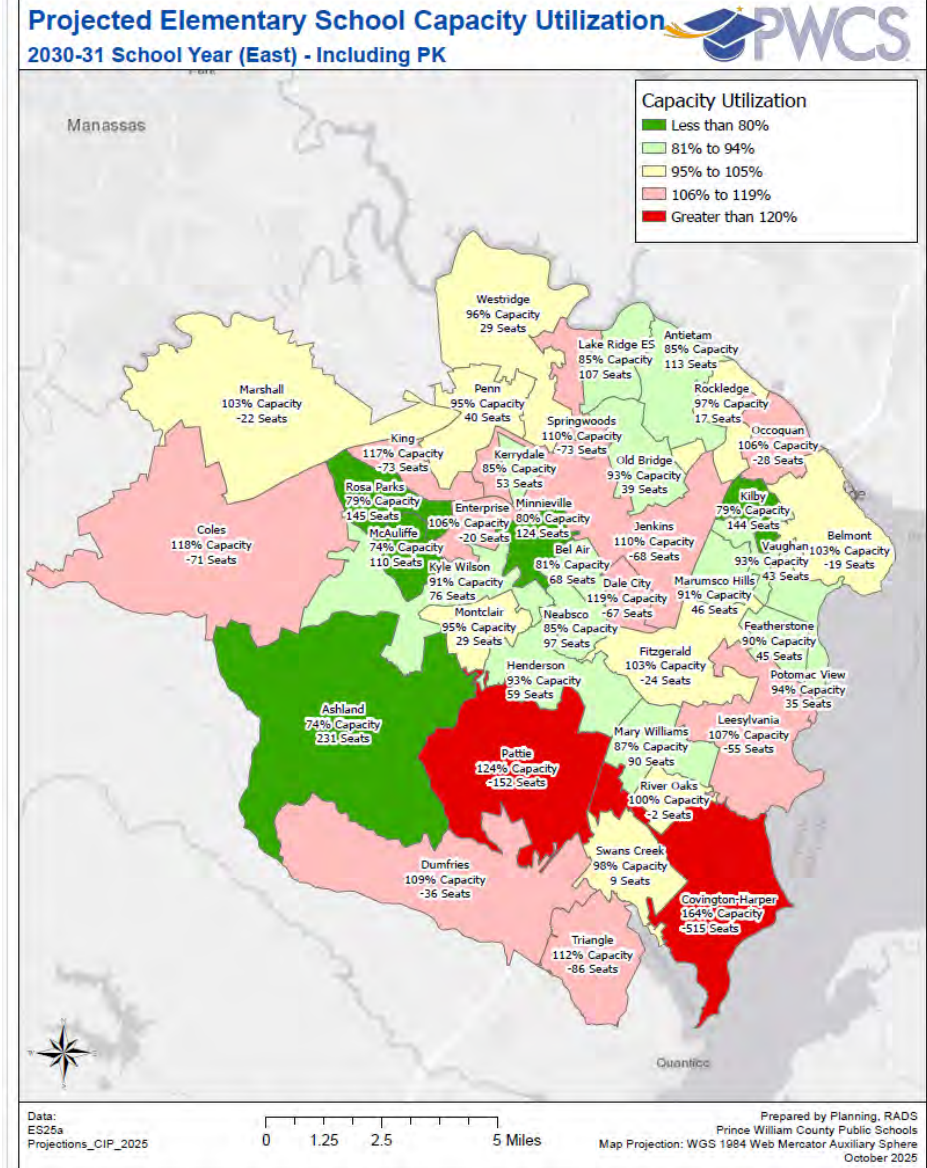 Projected Elementary School Capacity Utilization
2030-31 School Year (East) - Including PK
PWCS
Manassas
Capacity Utilization
Less than 80%
81% to 94%
95% to 105%
106% to 119%
Greater than 120%
Westridge
96% Capacity
29 Seats
Lake Ridge ES
85% Capacity
107 Seats
Antietam
85% Capacity
113 Seats
Marshall
103% Capacity
-22 Seats
Penn
95% Capacity
40 Seats
Rockledge
97% Capacity
17 Seats
Springwoods
110% Capacity
-73 Seats
Occoquan
106% Capacity
-28 Seats
King
117% Capacity
-73 Seats
Kerrydale
85% Capacity
53 Seats
Old Bridge
93% Capacity
39 Seats
Rosa Parks
79% Capacity
145 Seats
Kilby
79% Capacity
144 Seats
Enterprise
106% Capacity
-20 Seats
Minnieville
80% Capacity
124 Seats
Coles
118% Capacity
-71 Seats
McAuliffe
74% Capacity
110 Seats
Jenkins
110% Capacity
-68 Seats
Belmont
103% Capacity
-19 Seats
Vaughan
93% Capacity
43 Seats
Bel Air
81% Capacity
68 Seats
Kyle Wilson
91% Capacity
76 Seats
Dale City
119% Capacity
-67 Seats
Marumsco Hills
91% Capacity
46 Seats
Montclair
95% Capacity
29 Seats
Neabsco
85% Capacity
97 Seats
Featherstone
90% Capacity
45 Seats
Fitzgerald
103% Capacity
-24 Seats
Henderson
93% Capacity
59 Seats
Potomac View
94% Capacity
35 Seats
Ashland
74% Capacity
231 Seats
Leesylvania
107% Capacity
-55 Seats
Mary Williams
87% Capacity
90 Seats
Pattie
124% Capacity
-152 Seats
River Oaks
100% Capacity
-2 Seats
Swans Creek
98% Capacity
9 Seats
Dumfries
109% Capacity
-36 Seats
Covington-Harper
164% Capacity
-515 Seats
Triangle
112% Capacity
-86 Seats
Quantico
Data:
ES25a
Projections_CIP_2025
0 1.25 2.5 5 Miles
Prepared by Planning, RADS
Prince William County Public Schools
Map Projection: WGS 1984 Web Mercator Auxiliary Sphere
October 2025